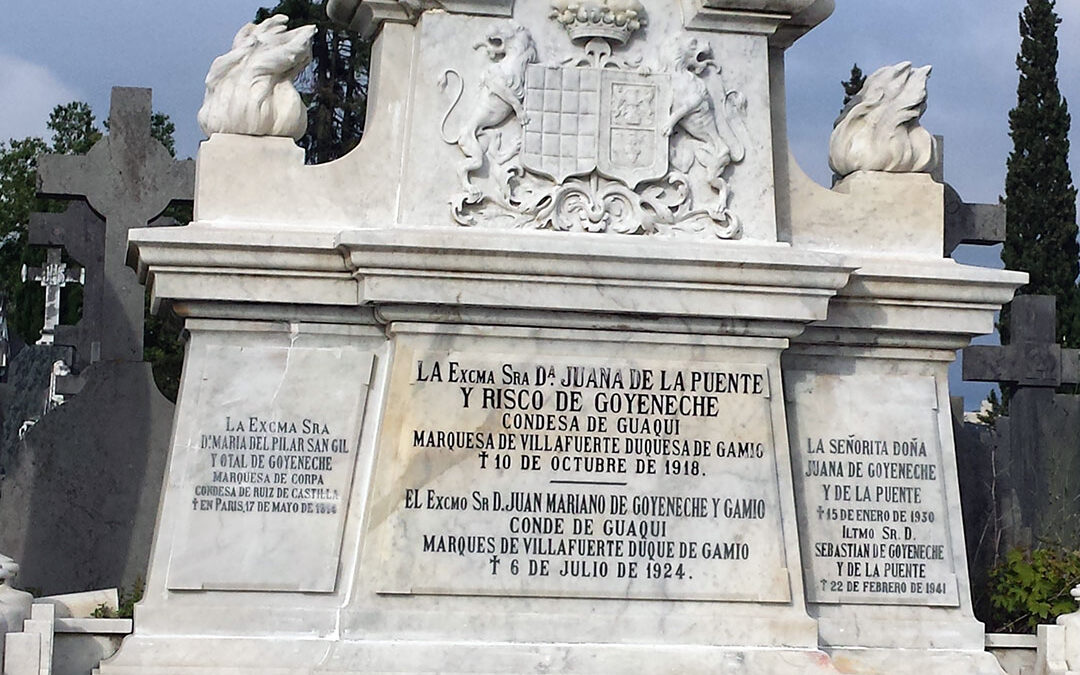 LA EXCMA SRA
Dª MARIA DEL PILAR SAN GIL
Y OTAL DE GOYENECHE
MARQUESA DE CORPA
CONDESA DE RUIZ DE CASTILLA
† EN PARIS, 17 DE MAYO DE
LA EXCMA SRA Dª. JUANA DE LA PUENTE
Y RISCO DE GOYENECHE
CONDESA DE GUAQUI
MARQUESA DE VILLAFUERTE DUQUESA DE GAMIO
† 10 DE OCTUBRE DE 1918.
EL EXCMO SR D. JUAN MARIANO DE GOYENECHE Y GAMIO
CONDE DE GUAQUI
MARQUES DE VILLAFUERTE DUQUE DE GAMIO
† 6 DE JULIO DE 1924.
LA SEÑORITA DOÑA
JUANA DE GOYENECHE
Y DE LA PUENTE
† 15 DE ENERO DE 1930
ILTMO SR. D.
SEBASTIAN DE GOYENECHE
Y DE LA PUENTE
† 22 DE FEBRERO DE 1941